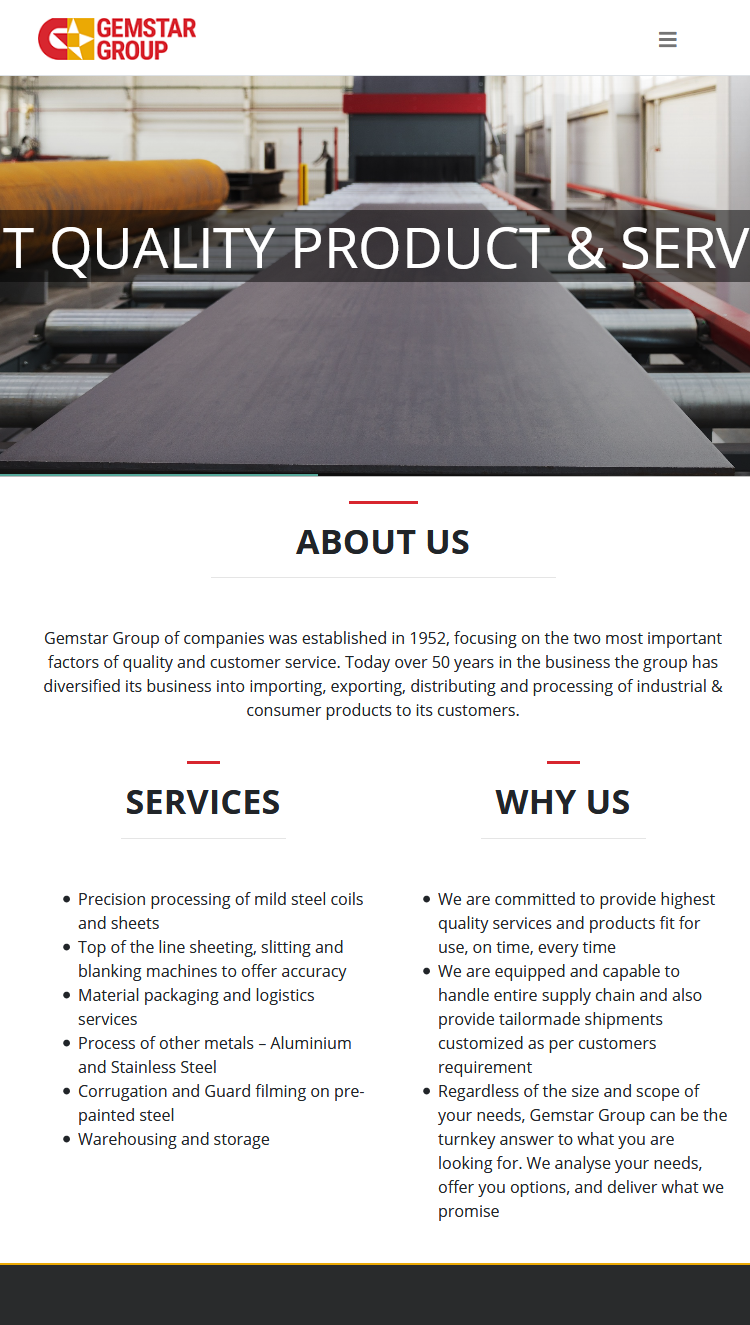 GEMSTAR
GROUP
T QUALITY PRODUCT & SERV
ABOUT US
Gemstar Group of companies was established in 1952, focusing on the two most important
factors of quality and customer service. Today over 50 years in the business the group has
diversified its business into importing, exporting, distributing and processing of industrial &
consumer products to its customers.
SERVICES
• Precision processing of mild steel coils
and sheets
• Top of the line sheeting, slitting and
blanking machines to offer accuracy
• Material packaging and logistics
services
• Process of other metals – Aluminium
and Stainless Steel
• Corrugation and Guard filming on pre-
painted steel
• Warehousing and storage
WHY US
• We are committed to provide highest
quality services and products fit for
use, on time, every time
• We are equipped and capable to
handle entire supply chain and also
provide tailormade shipments
customized as per customers
requirement
• Regardless of the size and scope of
your needs, Gemstar Group can be the
turnkey answer to what you are
looking for. We analyse your needs,
offer you options, and deliver what we
promise